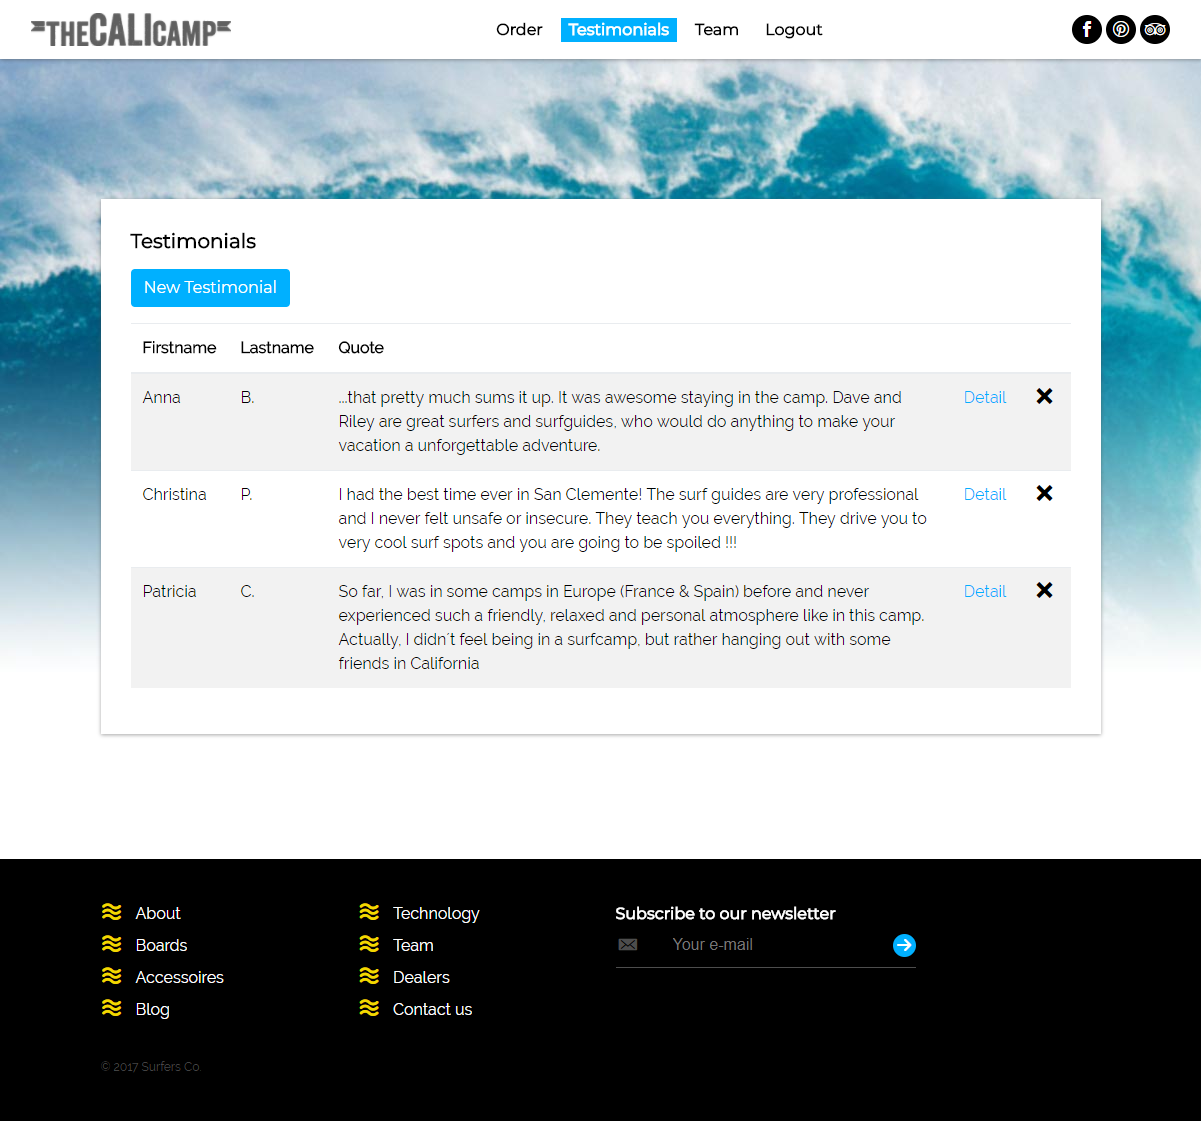 THECALICAMP
Order Testimonials Team Logout
Testimonials
New Testimonial
Firstname Lastname Quote
Anna B. ...that pretty much sums it up. It was awesome staying in the camp. Dave and Detail
Riley are great surfers and surfguides, who would do anything to make your
vacation a unforgettable adventure.
Christina P. I had the best time ever in San Clemente! The surf guides are very professional Detail
and I never felt unsafe or insecure. They teach you everything. They drive you to
very cool surf spots and you are going to be spoiled !!!
Patricia C. So far, I was in some camps in Europe (France & Spain) before and never Detail
experienced such a friendly, relaxed and personal atmosphere like in this camp.
Actually, I didn´t feel being in a surfcamp, but rather hanging out with some
friends in California
About
Boards
Accessoires
Blog
Technology
Team
Dealers
Contact us
Subscribe to our newsletter
Your e-mail
© 2017 Surfers Co.